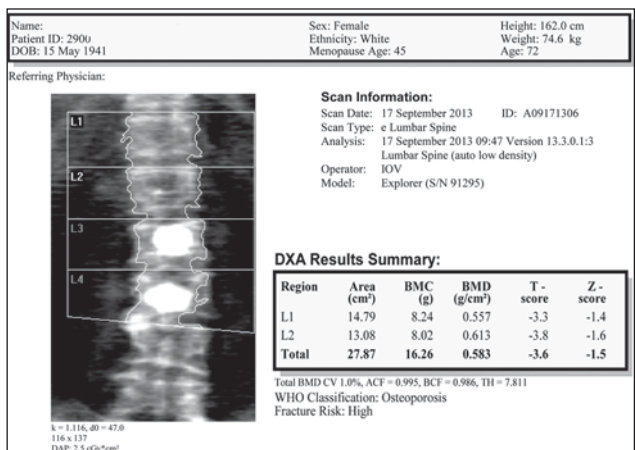 Name:
Patient ID: 2900
DOB: 15 May 1941
Sex: Female
Ethnicity: White
Menopause Age: 45
Height: 162.0 cm
Weight: 74.6 kg
Age: 72
Referring Physician:
L1
L2
L3
L4
k = 1.116, d0 = 47.0
116 x 137
DAP: 2.5 cGy*cm²
Scan Information:
Scan Date: 17 September 2013 ID: A09171306
Scan Type: e Lumbar Spine
Analysis: 17 September 2013 09:47 Version 13.3.0.1:3
Lumbar Spine (auto low density)
Operator: IOV
Model: Explorer (S/N 91295)
DXA Results Summary:
Region Area (cm²) BMC (g) BMD (g/cm²) T - score Z - score
L1 14.79 8.24 0.557 -3.3 -1.4
L2 13.08 8.02 0.613 -3.8 -1.6
Total 27.87 16.26 0.583 -3.6 -1.5
Total BMD CV 1.0%, ACF = 0.995, BCF = 0.986, TH = 7.811
WHO Classification: Osteoporosis
Fracture Risk: High